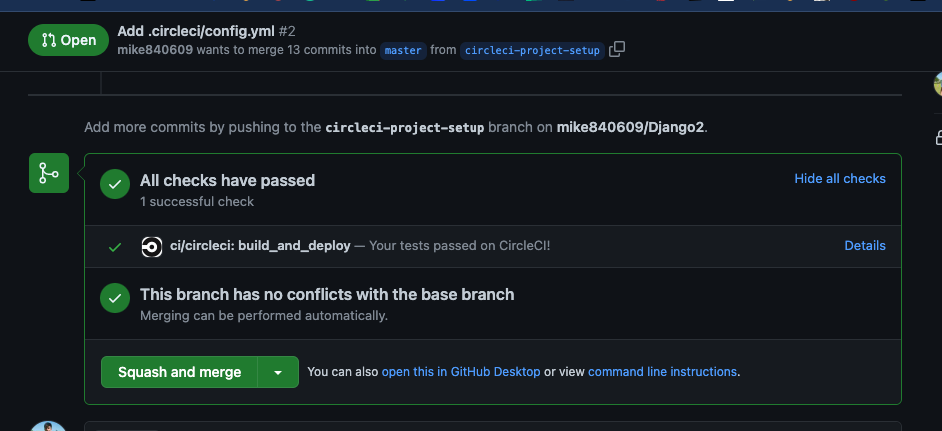 Open
Add .circleci/config.yml #2
mike840609 wants to merge 13 commits into master from circleci-project-setup
Add more commits by pushing to the circleci-project-setup branch on mike840609/Django2.
All checks have passed
Hide all checks
1 successful check
ci/circleci: build_and_deploy — Your tests passed on CircleCI!
Details
This branch has no conflicts with the base branch
Merging can be performed automatically.
Squash and merge
You can also open this in GitHub Desktop or view command line instructions.